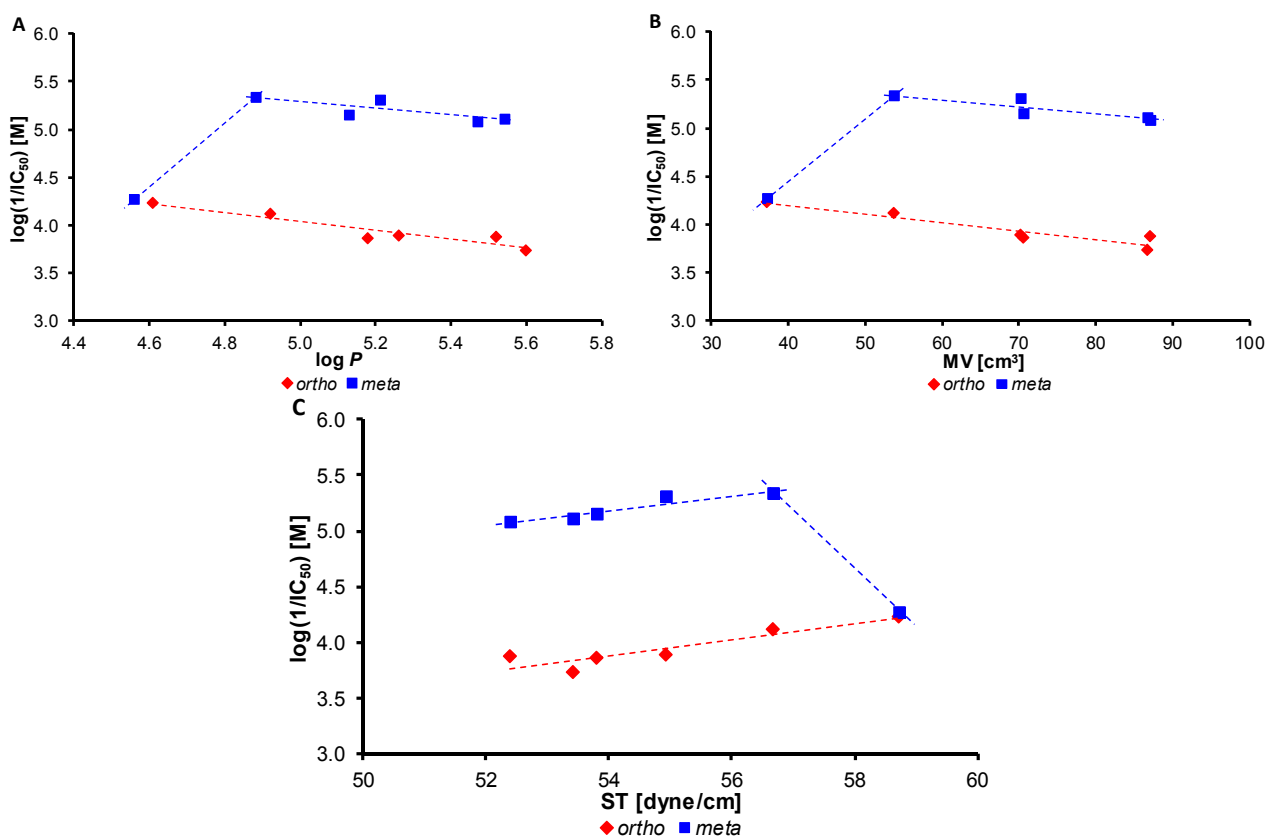 A
log(1/IC50) [M]
6.0
5.5
5.0
4.5
4.0
3.5
3.0
4.4 4.6 4.8 5.0 5.2 5.4 5.6 5.8
log P
ortho meta
B
log(1/IC50) [M]
6.0
5.5
5.0
4.5
4.0
3.5
3.0
30 40 50 60 70 80 90 100
MV [cm³]
ortho meta
C
log(1/IC50) [M]
6.0
5.5
5.0
4.5
4.0
3.5
3.0
50 52 54 56 58 60
ST [dyne/cm]
ortho meta